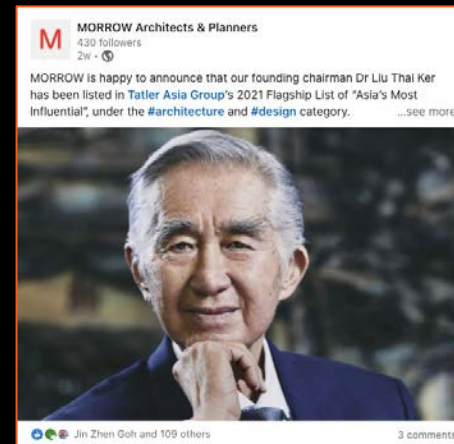 M
MORROW Architects & Planners
430 followers
2w •
MORROW is happy to announce that our founding chairman Dr Liu Thai Ker
has been listed in Tatler Asia Group's 2021 Flagship List of "Asia's Most
Influential", under the #architecture and #design category. ...see more
Jin Zhen Goh and 109 others 3 comments